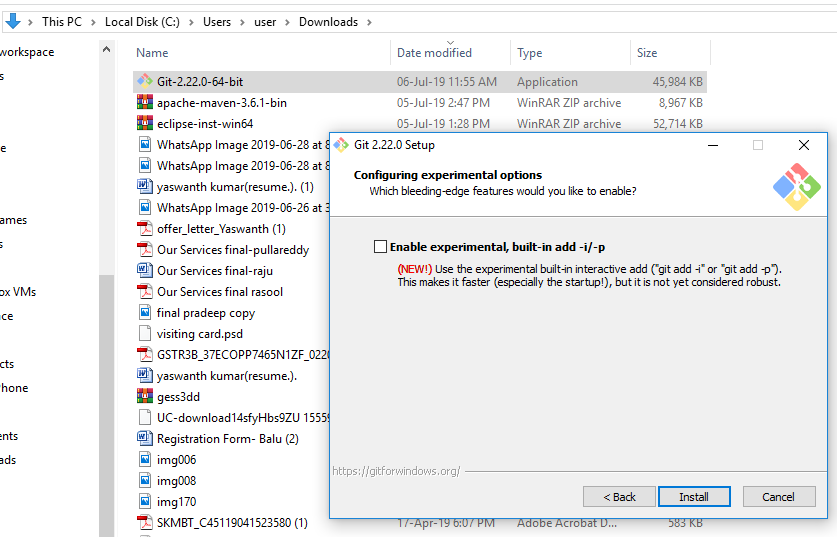 This PC > Local Disk (C:) > Users > user > Downloads >
workspace
s
e
ames
s
ox VMs
ce
cts
hone
ents
ads
Name Date modified Type Size
Git-2.22.0-64-bit 06-Jul-19 11:55 AM Application 45,984 KB
apache-maven-3.6.1-bin 05-Jul-19 2:47 PM WinRAR ZIP archive 8,967 KB
eclipse-inst-win64 05-Jul-19 1:28 PM WinRAR ZIP archive 52,714 KB
WhatsApp Image 2019-06-28 at 8
WhatsApp Image 2019-06-28 at 8
yaswanth kumar(resume.). (1)
WhatsApp Image 2019-06-26 at 3
offer_letter_Yaswanth (1)
Our Services final-pullareddy
Our Services final-raju
Our Services final rasool
final pradeep copy
visiting card.psd
GSTR3B_37ECOPP7465N1ZF_0220
yaswanth kumar(resume.).
gess3dd
UC-download14sfyHbs9ZU 15559
Registration Form- Balu (2)
img006
img008
img170
SKMBT_C45119041523580 (1) 17-Apr-19 6:07 PM Adobe Acrobat D... 583 KB
Git 2.22.0 Setup
Configuring experimental options
Which bleeding-edge features would you like to enable?
Enable experimental, built-in add -i/-p
(NEW!) Use the experimental built-in interactive add ("git add -i" or "git add -p").
This makes it faster (especially the startup!), but it is not yet considered robust.
https://gitforwindows.org/
< Back Install Cancel